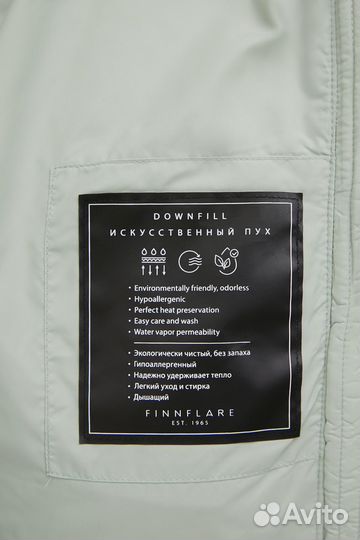 DOWNFILL
ИСКУССТВЕННЫЙ ПУХ
• Environmentally friendly, odorless
• Hypoallergenic
• Perfect heat preservation
• Easy care and wash
• Water vapor permeability
• Экологически чистый, без запаха
• Гипоаллергенный
• Надежно удерживает тепло
• Легкий уход и стирка
• Дышащий
FINNFLARE
EST. 1965
Avito